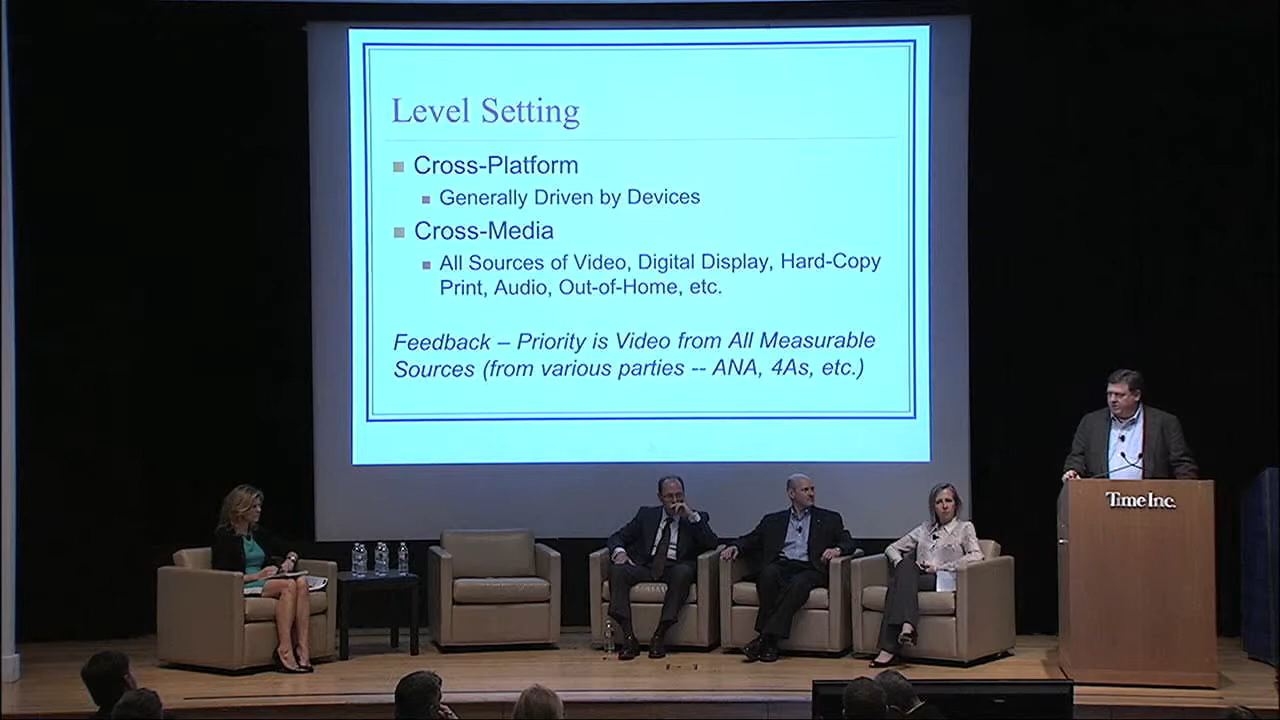 Level Setting
Cross-Platform
Generally Driven by Devices
Cross-Media
All Sources of Video, Digital Display, Hard-Copy
Print, Audio, Out-of-Home, etc.
Feedback – Priority is Video from All Measurable
Sources (from various parties -- ANA, 4As, etc.)
Time Inc.